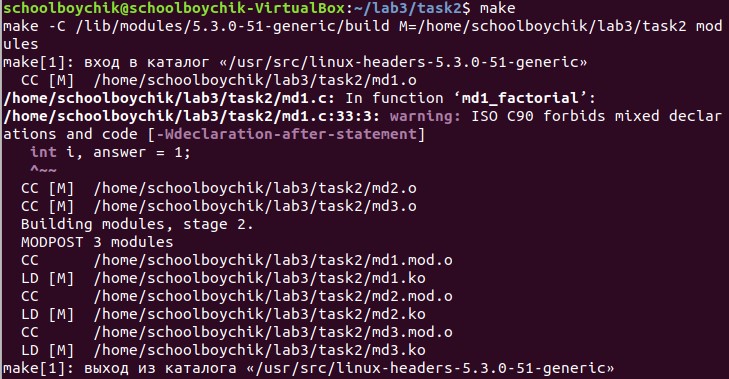 schoolboychik@schoolboychik-VirtualBox:~/lab3/task2$ make
make -C /lib/modules/5.3.0-51-generic/build M=/home/schoolboychik/lab3/task2 mod
ules
make[1]: вход в каталог «/usr/src/linux-headers-5.3.0-51-generic»
  CC [M]  /home/schoolboychik/lab3/task2/md1.o
/home/schoolboychik/lab3/task2/md1.c: In function ‘md1_factorial’:
/home/schoolboychik/lab3/task2/md1.c:33:3: warning: ISO C90 forbids mixed declar
ations and code [-Wdeclaration-after-statement]
   int i, answer = 1;
   ^~~
  CC [M]  /home/schoolboychik/lab3/task2/md2.o
  CC [M]  /home/schoolboychik/lab3/task2/md3.o
  Building modules, stage 2.
  MODPOST 3 modules
  CC      /home/schoolboychik/lab3/task2/md1.mod.o
  LD [M]  /home/schoolboychik/lab3/task2/md1.ko
  CC      /home/schoolboychik/lab3/task2/md2.mod.o
  LD [M]  /home/schoolboychik/lab3/task2/md2.ko
  CC      /home/schoolboychik/lab3/task2/md3.mod.o
  LD [M]  /home/schoolboychik/lab3/task2/md3.ko
make[1]: выход из каталога «/usr/src/linux-headers-5.3.0-51-generic»